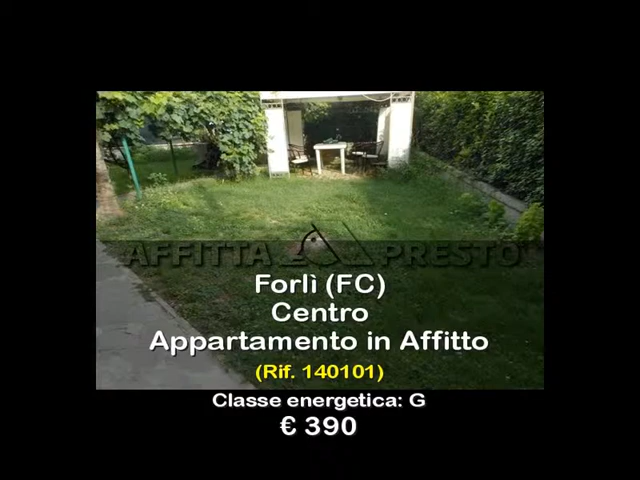 AFFITTA PRESTO
Forlì (FC)
Centro
Appartamento in Affitto
(Rif. 140101)
Classe energetica: G
€ 390